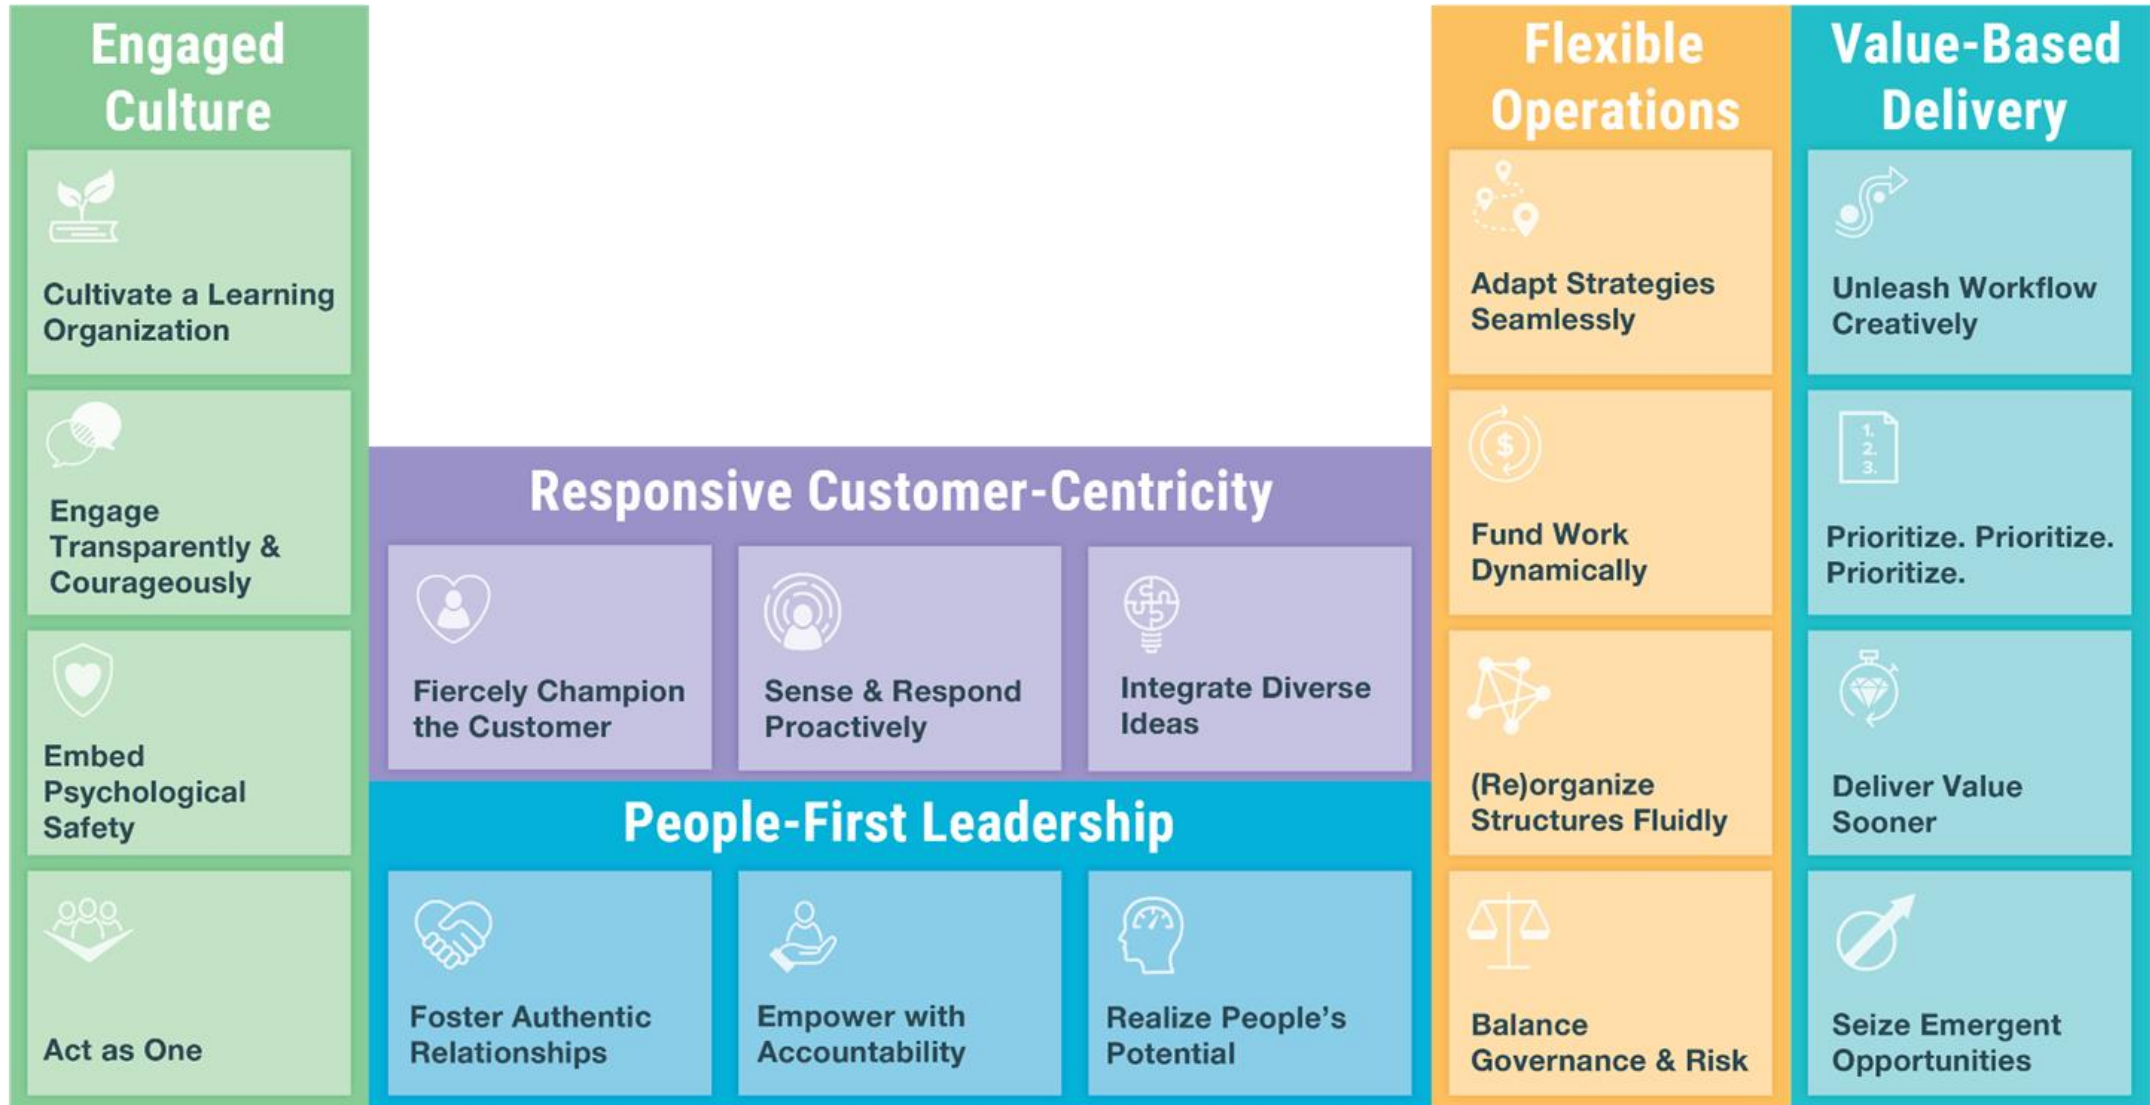 Engaged
Culture
Cultivate a Learning
Organization
Engage
Transparently &
Courageously
Embed
Psychological
Safety
Act as One
Responsive Customer-Centricity
Fiercely Champion
the Customer
Sense & Respond
Proactively
Integrate Diverse
Ideas
People-First Leadership
Foster Authentic
Relationships
Empower with
Accountability
Realize People's
Potential
Flexible
Operations
Adapt Strategies
Seamlessly
$
Fund Work
Dynamically
(Re)organize
Structures Fluidly
Balance
Governance & Risk
Value-Based
Delivery
Unleash Workflow
Creatively
1.
2.
3.
Prioritize. Prioritize.
Prioritize.
Deliver Value
Sooner
Seize Emergent
Opportunities